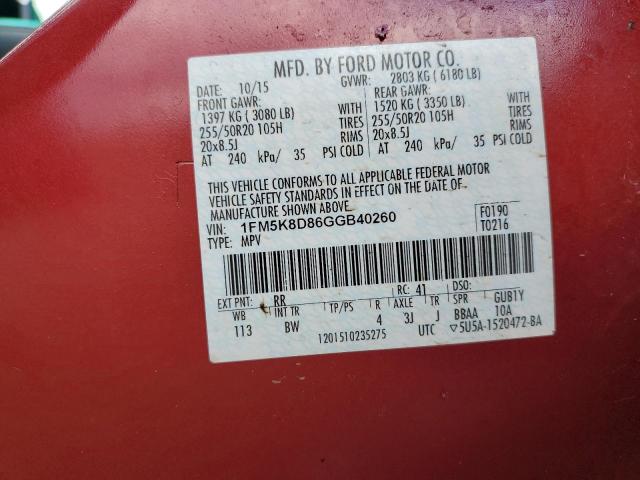 MFD. BY FORD MOTOR CO.
DATE: 10/15 GVWR: 2803 KG ( 6180 LB)
FRONT GAWR: REAR GAWR:
1397 KG ( 3080 LB) WITH 1520 KG ( 3350 LB) WITH
255/50R20 105H TIRES 255/50R20 105H TIRES
20x8.5J RIMS 20x8.5J RIMS
AT 240 kPa/ 35 PSI COLD AT 240 kPa/ 35 PSI COLD
THIS VEHICLE CONFORMS TO ALL APPLICABLE FEDERAL MOTOR
VEHICLE SAFETY STANDARDS IN EFFECT ON THE DATE OF
MANUFACTURE SHOWN ABOVE.
VIN: 1FM5K8D86GGB40260 F0190
TYPE: MPV T0216
EXT PNT: RR RC: 41 DSO:
WB INT TR TP/PS R AXLE TR SPR GUB1Y
113 BW 4 3J J BBAA 10A
1201510235275 UTC ▽5U5A-1520472-BA